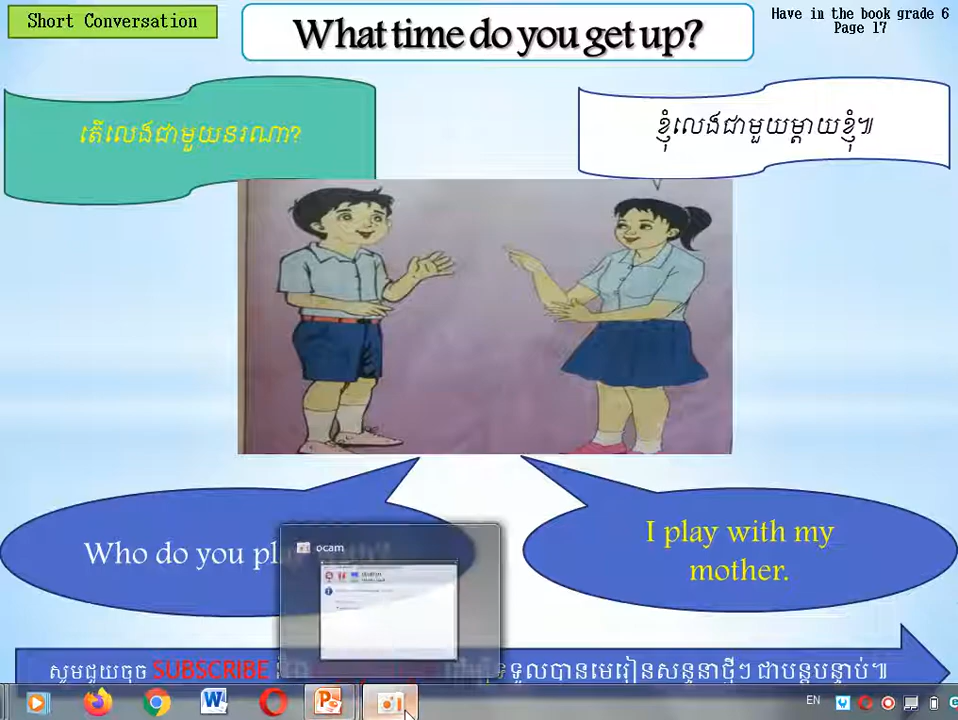 Short Conversation
What time do you get up?
Have in the book grade 6
Page 17
តើលេងជាមួយនរណា?
ខ្ញុំលេងជាមួយម្តាយខ្ញុំ៕
Who do you
I play with my
mother.
ocam
សូមជួយចុច SUBSCRIBE
ទទួលបានមេរៀនសន្ទនាថ្មីៗ ជាបន្តបន្ទាប់៕
EN